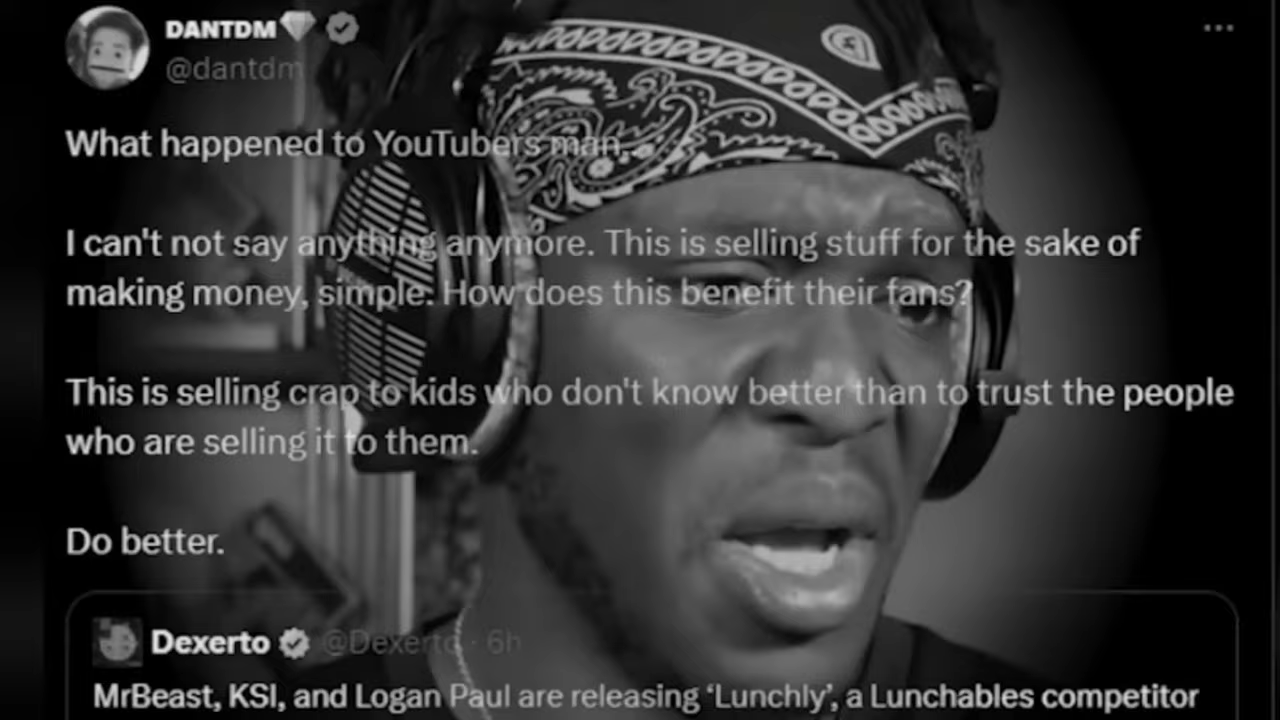 DANTDM
@dantdm
What happened to YouTubers man...
I can't not say anything anymore. This is selling stuff for the sake of
making money, simple. How does this benefit their fans?
This is selling crap to kids who don't know better than to trust the people
who are selling it to them.
Do better.
Dexerto @Dexerto · 6h
MrBeast, KSI, and Logan Paul are releasing ‘Lunchly’, a Lunchables competitor